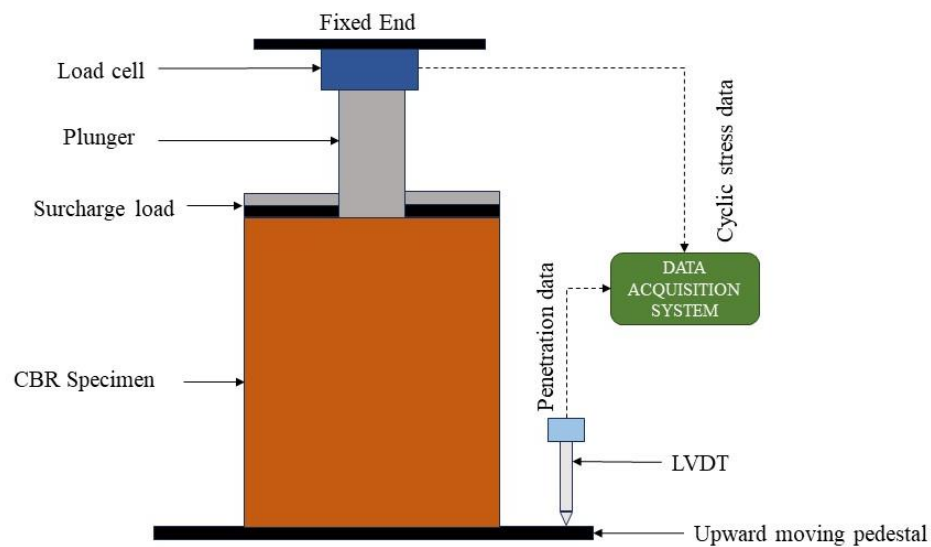 Fixed End
Load cell
Plunger
Surcharge load
Cyclic stress data
DATA
ACQUISITION
SYSTEM
Penetration data
CBR Specimen
LVDT
Upward moving pedestal